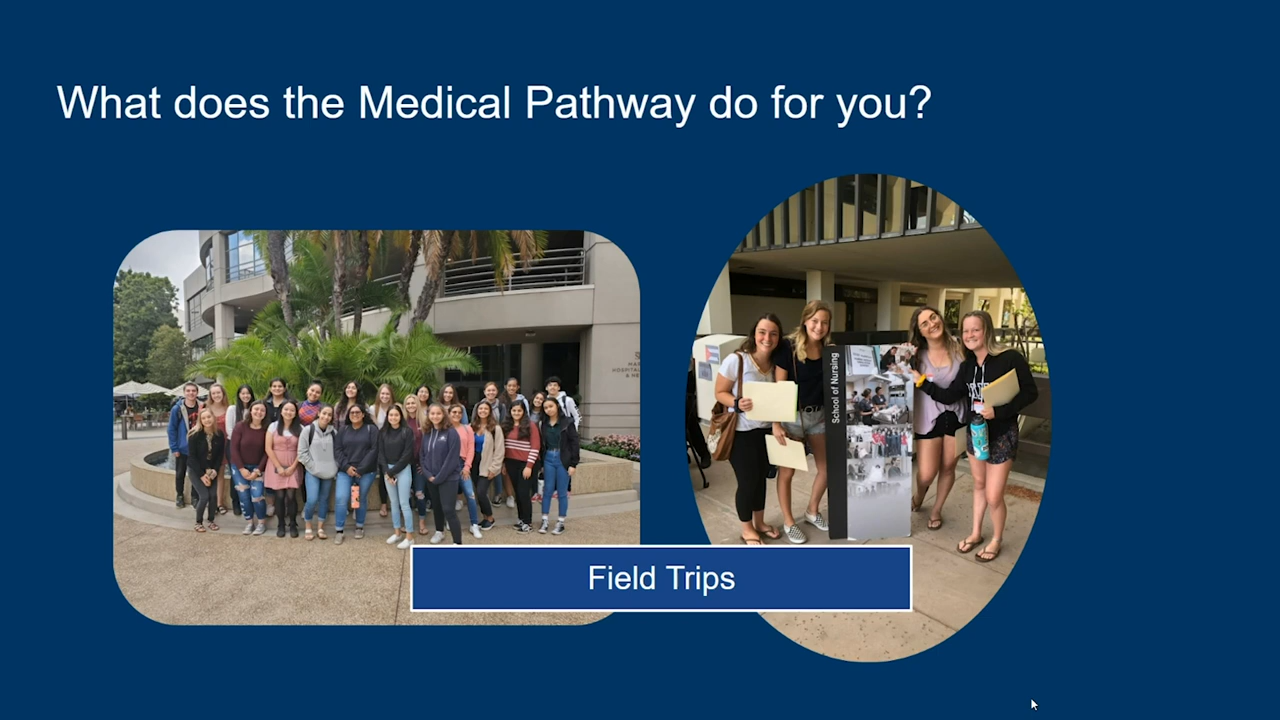 What does the Medical Pathway do for you?
School of Nursing
Field Trips